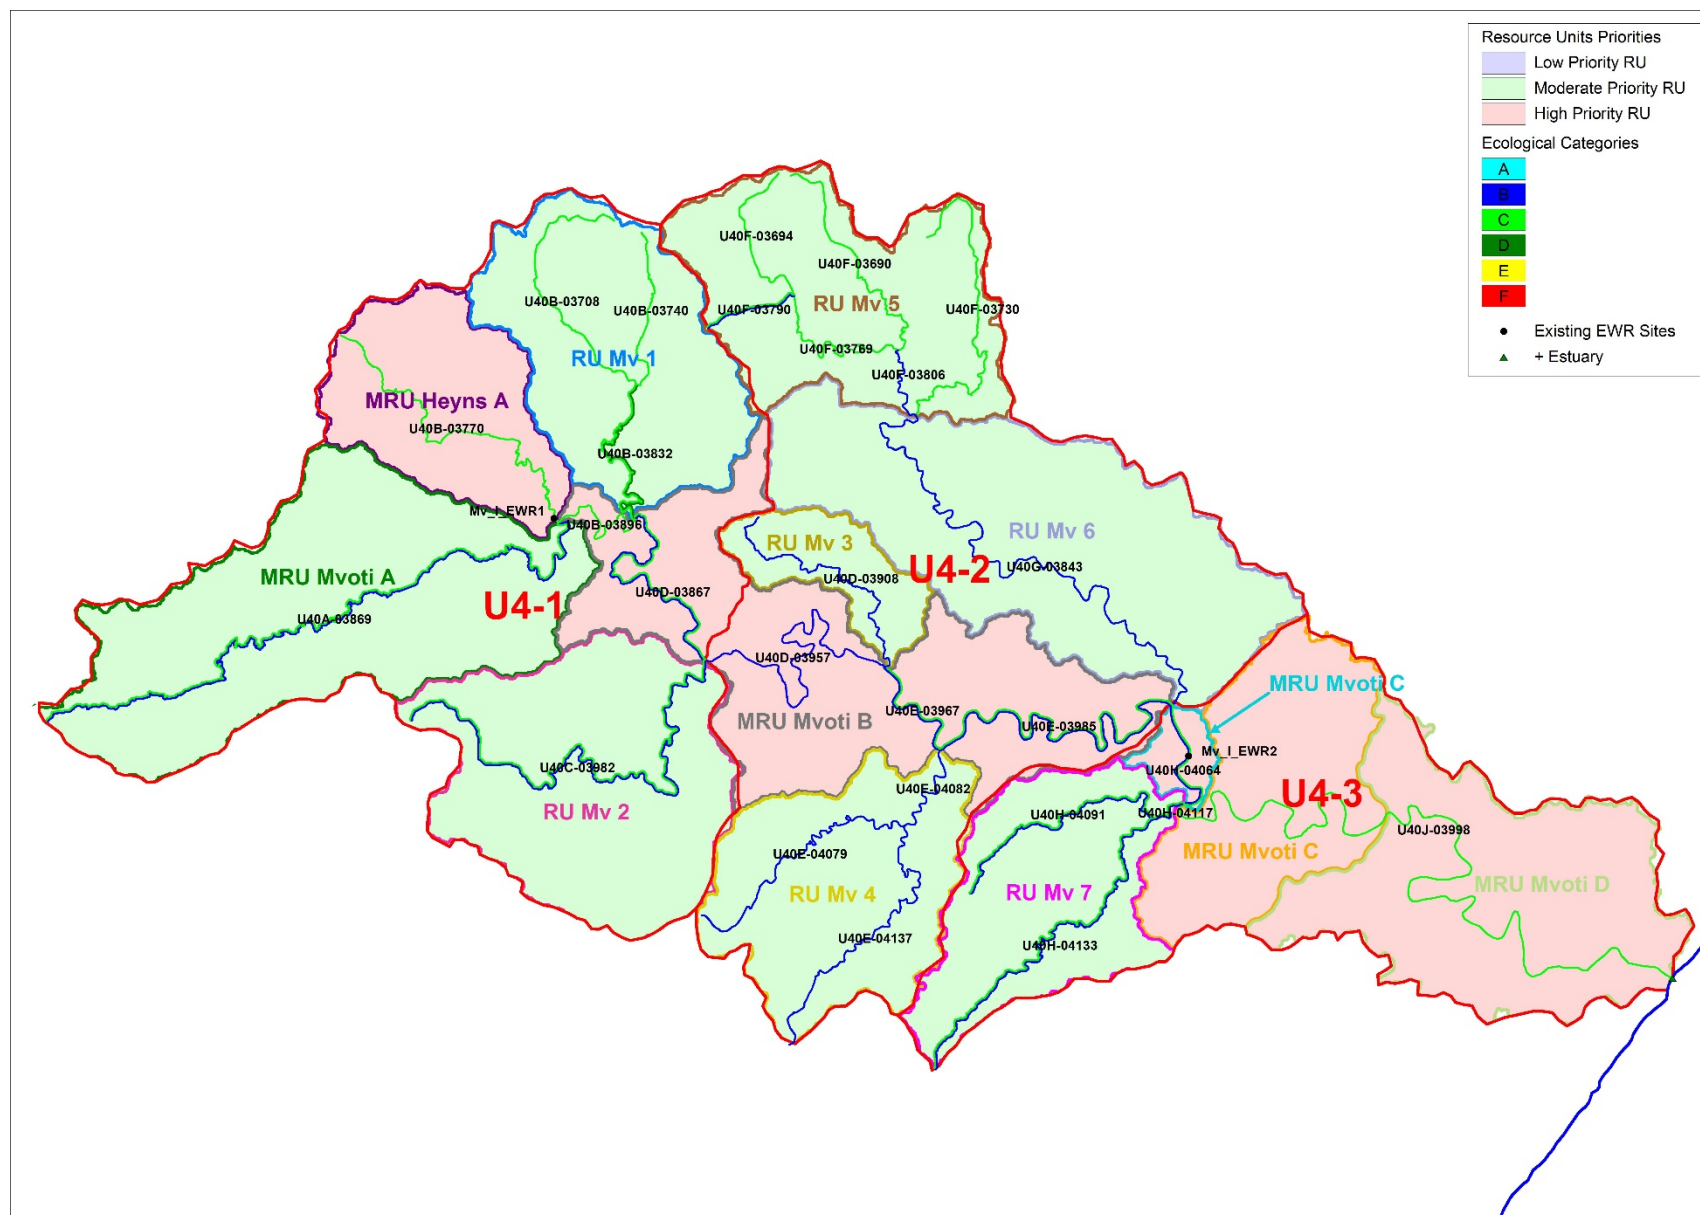 Resource Units Priorities
Low Priority RU
Moderate Priority RU
High Priority RU
Ecological Categories
A
B
C
D
E
F
Existing EWR Sites
+ Estuary
U40F-03694
U40F-03690
U40B-03708
U40B-03740
U40F-03790
RU Mv 5
U40F-03730
U40F-03769
RU Mv 1
U40F-03806
MRU Heyns A
U40B-03770
U40B-03832
Mv_I_EWR1
U40B-03896
RU Mv 6
RU Mv 3
U4-2
U40G-03843
MRU Mvoti A
U40D-03908
U40D-03867
U4-1
U40A-03869
U40D-03957
MRU Mvoti C
U40E-03967
MRU Mvoti B
U40E-03985
Mv_I_EWR2
U40C-03982
U40H-04064
U40E-04082
U4-3
RU Mv 2
U40H-04091
U40H-04117
U40J-03998
U40E-04079
MRU Mvoti C
RU Mv 4
RU Mv 7
MRU Mvoti D
U40E-04137
U40H-04133